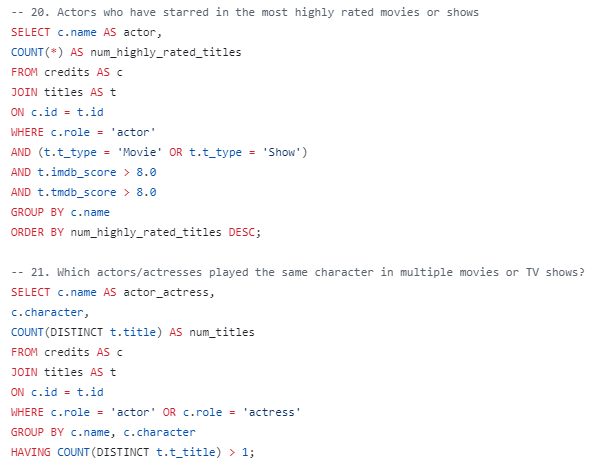 -- 20. Actors who have starred in the most highly rated movies or shows
SELECT c.name AS actor,
COUNT(*) AS num_highly_rated_titles
FROM credits AS c
JOIN titles AS t
ON c.id = t.id
WHERE c.role = 'actor'
AND (t.t_type = 'Movie' OR t.t_type = 'Show')
AND t.imdb_score > 8.0
AND t.tmdb_score > 8.0
GROUP BY c.name
ORDER BY num_highly_rated_titles DESC;
-- 21. Which actors/actresses played the same character in multiple movies or TV shows?
SELECT c.name AS actor_actress,
c.character,
COUNT(DISTINCT t.title) AS num_titles
FROM credits AS c
JOIN titles AS t
ON c.id = t.id
WHERE c.role = 'actor' OR c.role = 'actress'
GROUP BY c.name, c.character
HAVING COUNT(DISTINCT t.t_title) > 1;